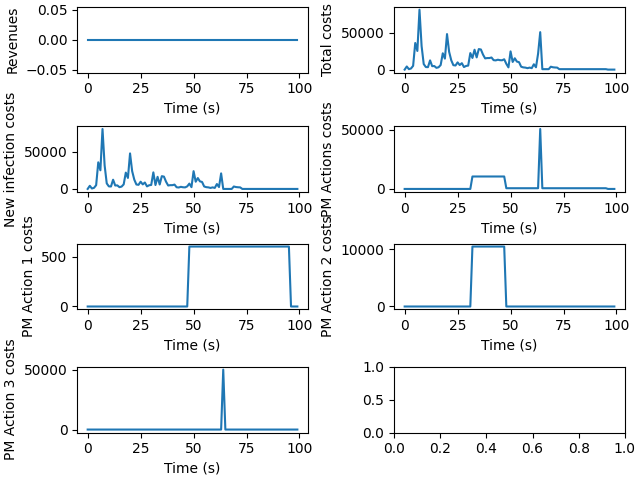 Revenues
0.05
0.00
−0.05
0 25 50 75 100
Time (s)
Total costs
50000
0
0 25 50 75 100
Time (s)
New infection costs
50000
0
0 25 50 75 100
Time (s)
PM Actions costs
50000
0
0 25 50 75 100
Time (s)
PM Action 1 costs
500
0
0 25 50 75 100
Time (s)
PM Action 2 costs
10000
0
0 25 50 75 100
Time (s)
PM Action 3 costs
50000
0
0 25 50 75 100
Time (s)
1.0
0.5
0.0
0.0 0.2 0.4 0.6 0.8 1.0